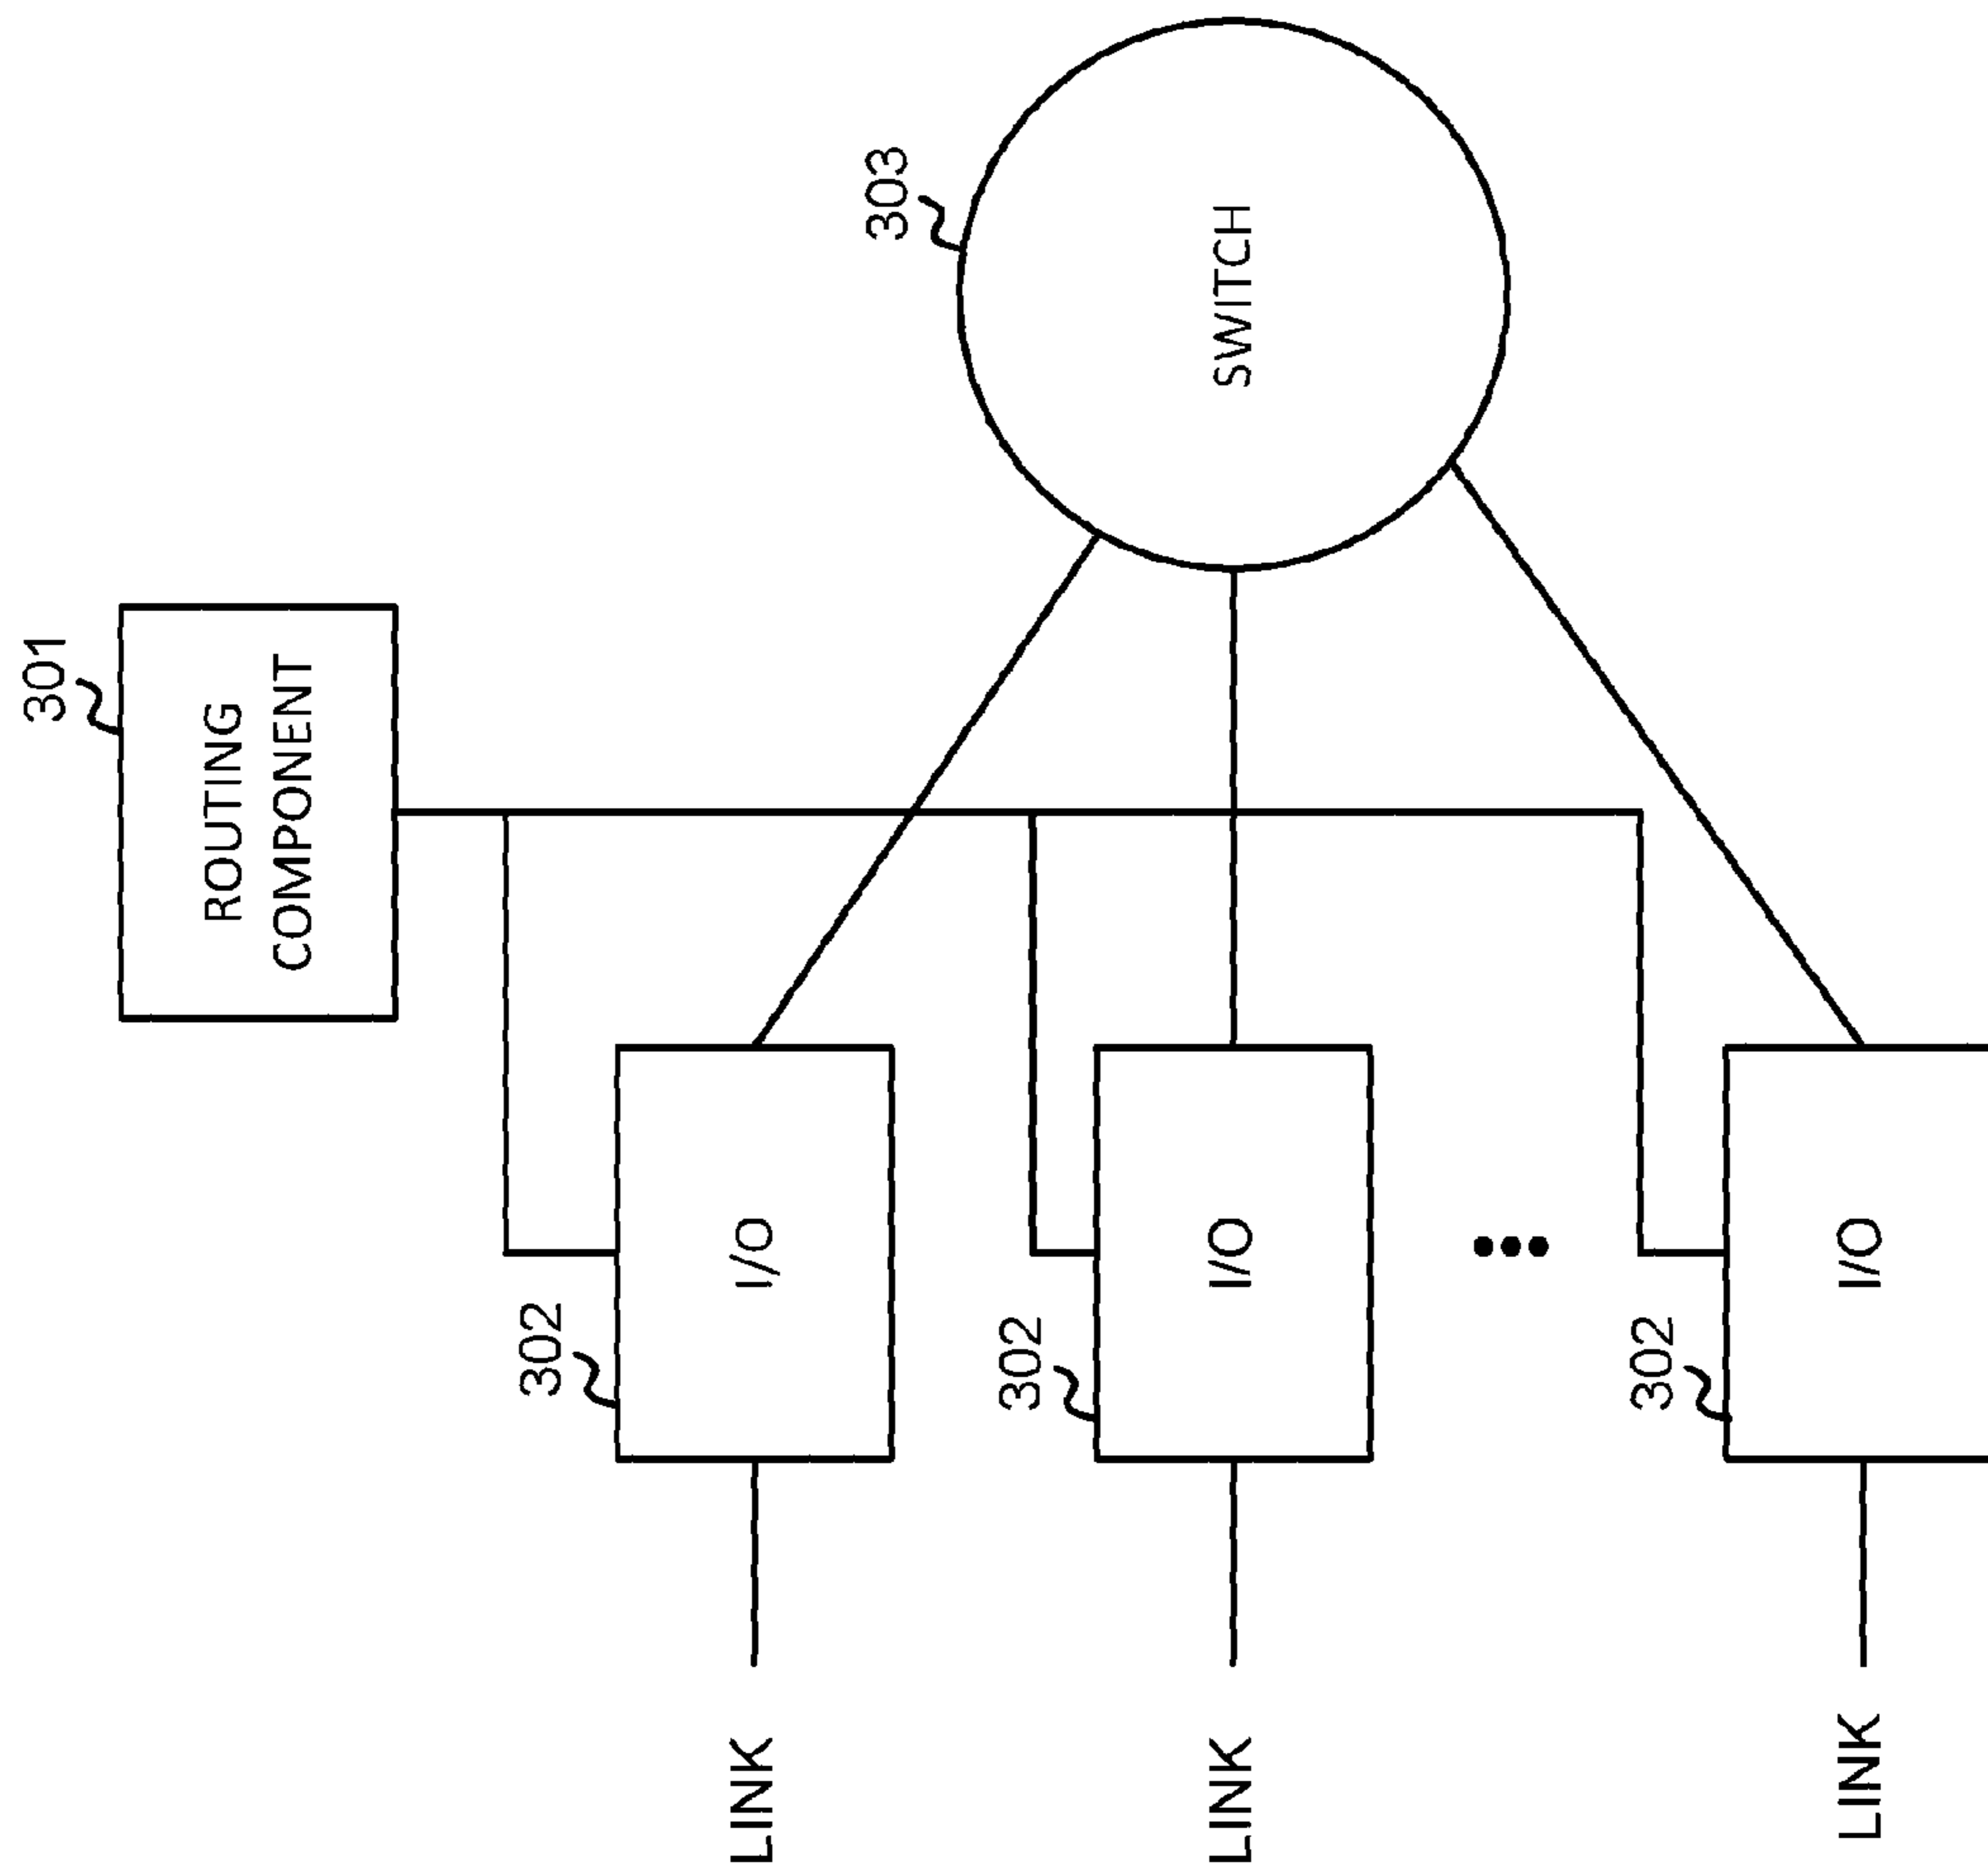 301
ROUTING
COMPONENT
303
SWITCH
302
I/O
LINK
302
I/O
LINK
302
I/O
LINK